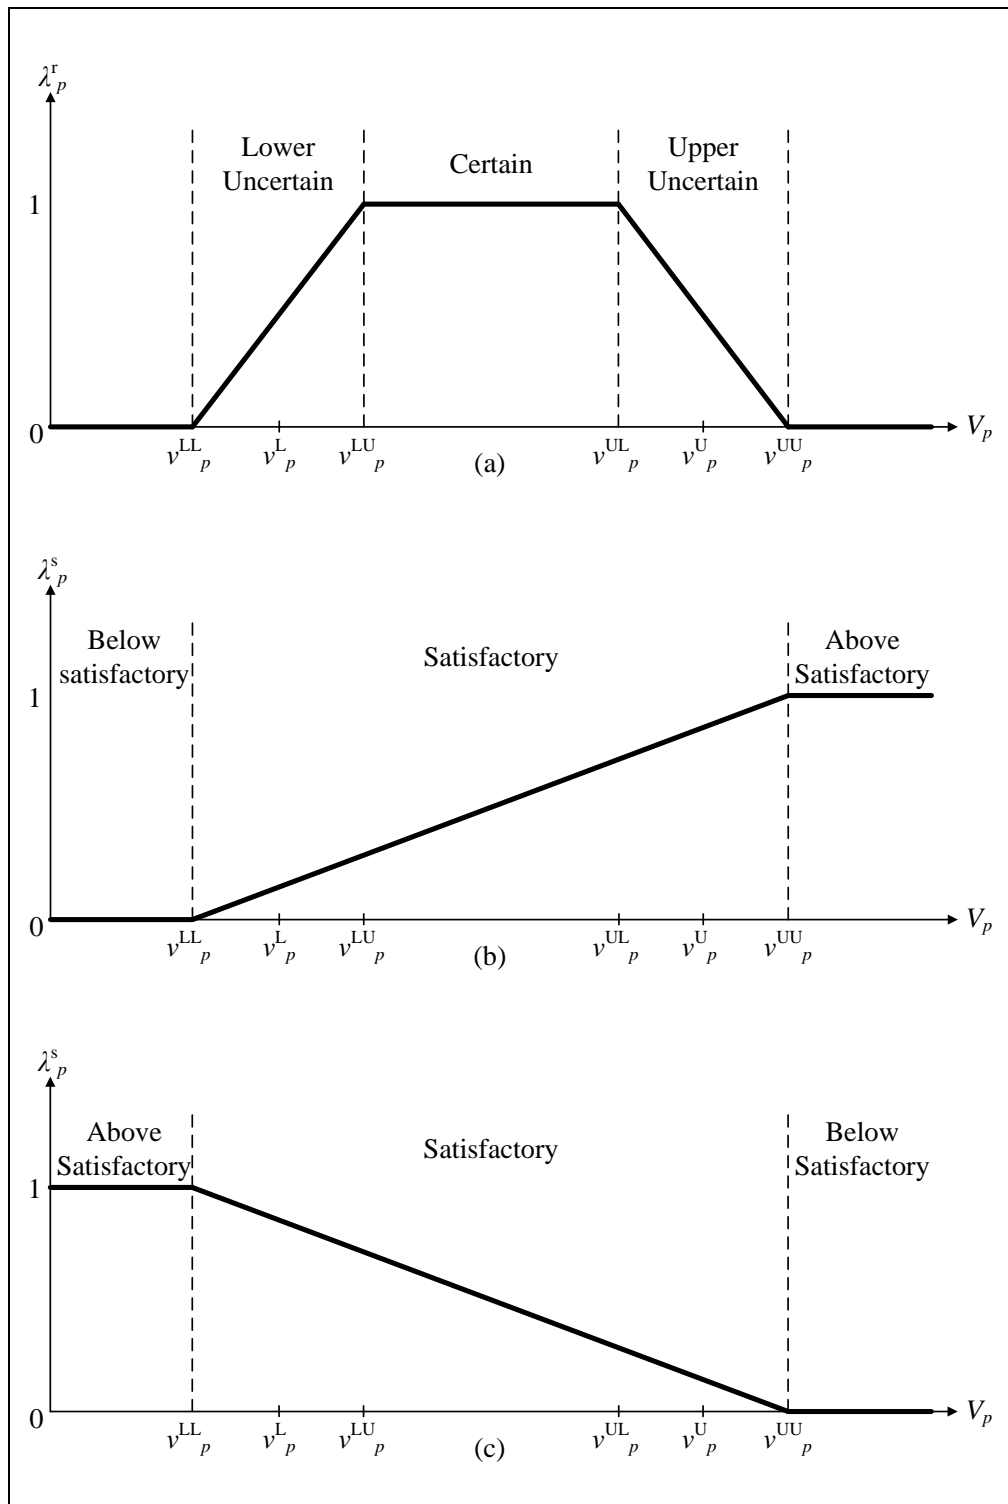 λ^r_p
Lower
Uncertain
Certain
Upper
Uncertain
1
0
v^LL_p
v^L_p
v^LU_p
(a)
v^UL_p
v^U_p
v^UU_p
V_p
λ^s_p
Below
satisfactory
Satisfactory
Above
Satisfactory
1
0
v^LL_p
v^L_p
v^LU_p
(b)
v^UL_p
v^U_p
v^UU_p
V_p
λ^s_p
Above
Satisfactory
Satisfactory
Below
Satisfactory
1
0
v^LL_p
v^L_p
v^LU_p
(c)
v^UL_p
v^U_p
v^UU_p
V_p